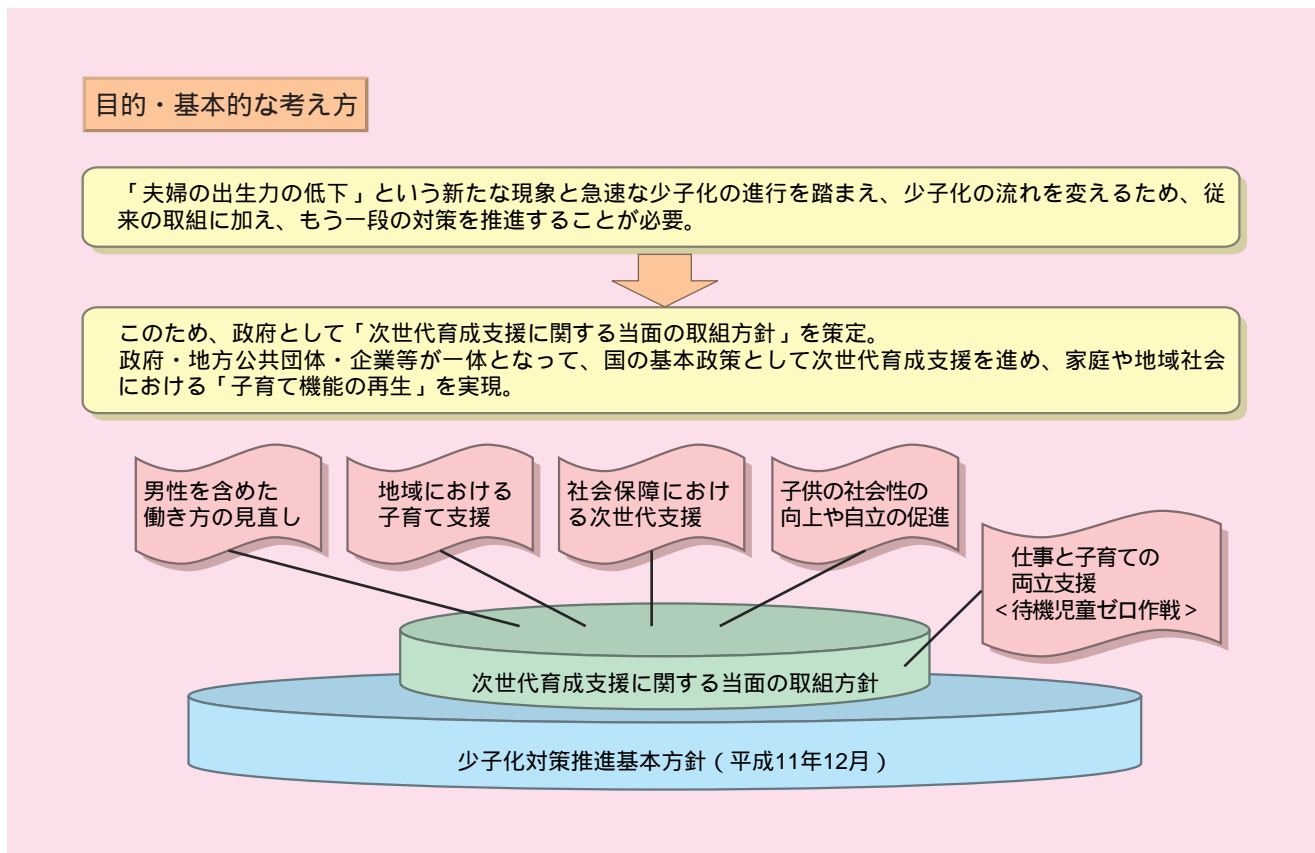 目的・基本的な考え方
「夫婦の出生力の低下」という新たな現象と急速な少子化の進行を踏まえ、少子化の流れを変えるため、従
来の取組に加え、もう一段の対策を推進することが必要。
このため、政府として「次世代育成支援に関する当面の取組方針」を策定。
政府・地方公共団体・企業等が一体となって、国の基本政策として次世代育成支援を進め、家庭や地域社会
における「子育て機能の再生」を実現。
男性を含めた
働き方の見直し
地域における
子育て支援
社会保障におけ
る次世代支援
子供の社会性の
向上や自立の促進
仕事と子育ての
両立支援
<待機児童ゼロ作戦>
次世代育成支援に関する当面の取組方針
少子化対策推進基本方針(平成11年12月)